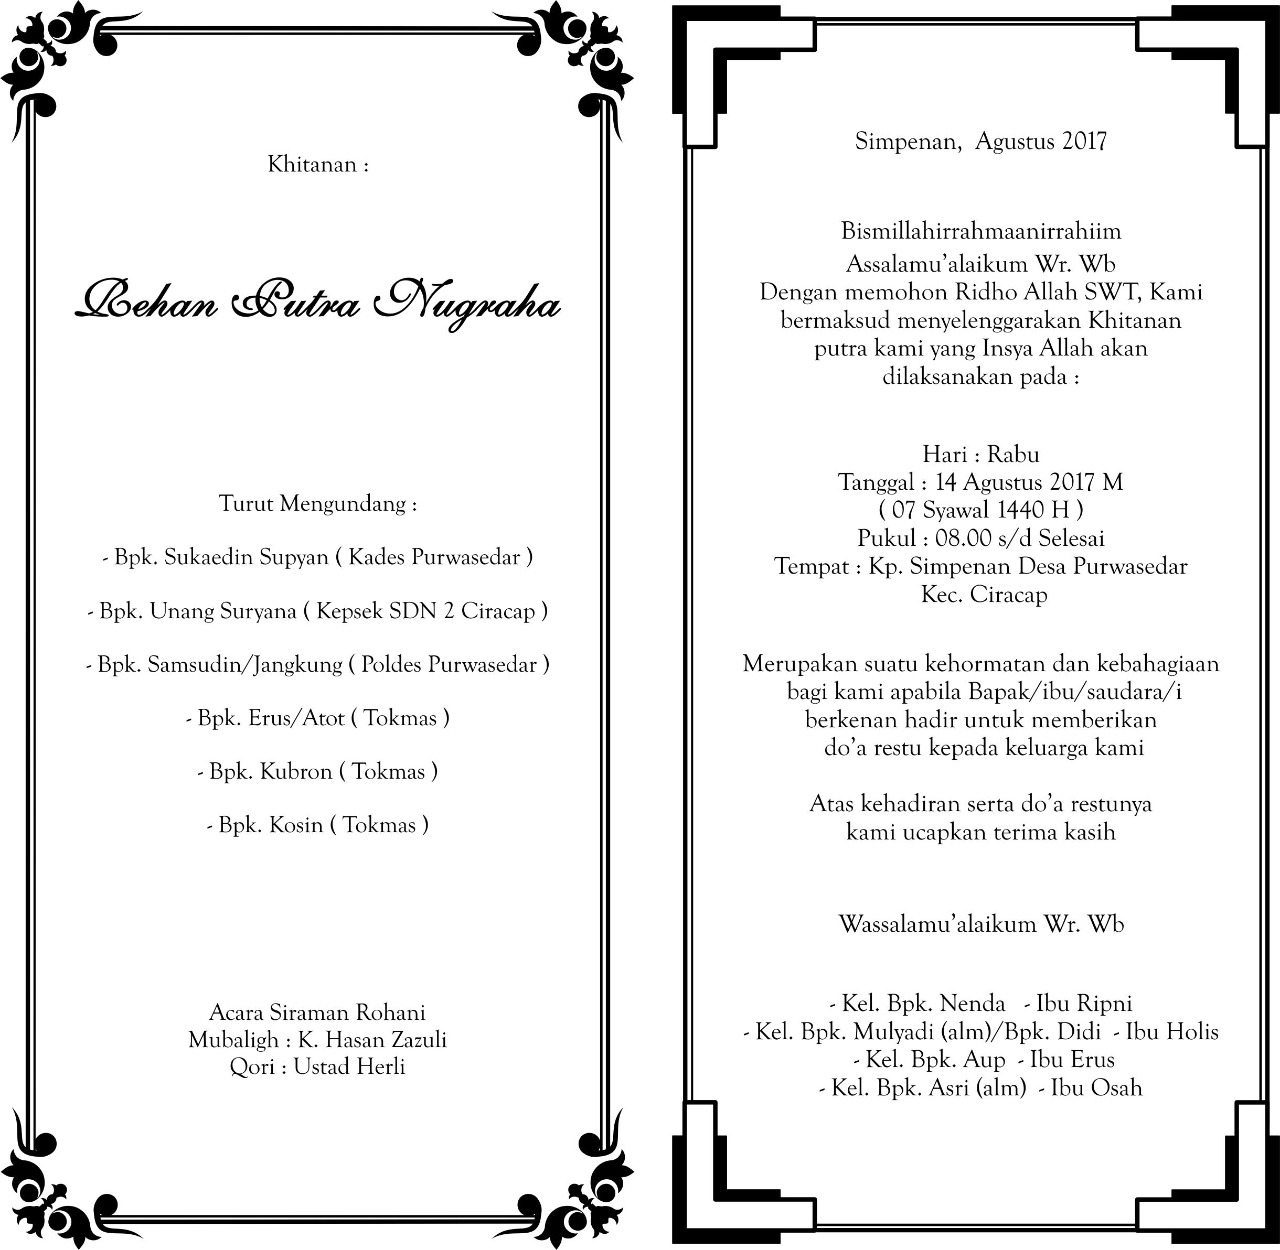 Khitanan :
Rehan Putra Nugraha
Turut Mengundang :
- Bpk. Sukaedin Supyan ( Kades Purwasedar )
- Bpk. Unang Suryana ( Kepsek SDN 2 Ciracap )
- Bpk. Samsudin/Jangkung ( Poldes Purwasedar )
- Bpk. Erus/Atot ( Tokmas )
- Bpk. Kubron ( Tokmas )
- Bpk. Kosin ( Tokmas )
Acara Siraman Rohani
Mubaligh : K. Hasan Zazuli
Qori : Ustad Herli
Simpenan,  Agustus 2017
Bismillahirrahmaanirrahiim
Assalamu'alaikum Wr. Wb
Dengan memohon Ridho Allah SWT, Kami
bermaksud menyelenggarakan Khitanan
putra kami yang Insya Allah akan
dilaksanakan pada :
Hari : Rabu
Tanggal : 14 Agustus 2017 M
( 07 Syawal 1440 H )
Pukul : 08.00 s/d Selesai
Tempat : Kp. Simpenan Desa Purwasedar
Kec. Ciracap
Merupakan suatu kehormatan dan kebahagiaan
bagi kami apabila Bapak/ibu/saudara/i
berkenan hadir untuk memberikan
do'a restu kepada keluarga kami
Atas kehadiran serta do'a restunya
kami ucapkan terima kasih
Wassalamu'alaikum Wr. Wb
- Kel. Bpk. Nenda  - Ibu Ripni
- Kel. Bpk. Mulyadi (alm)/Bpk. Didi  - Ibu Holis
- Kel. Bpk. Aup  - Ibu Erus
- Kel. Bpk. Asri (alm)  - Ibu Osah